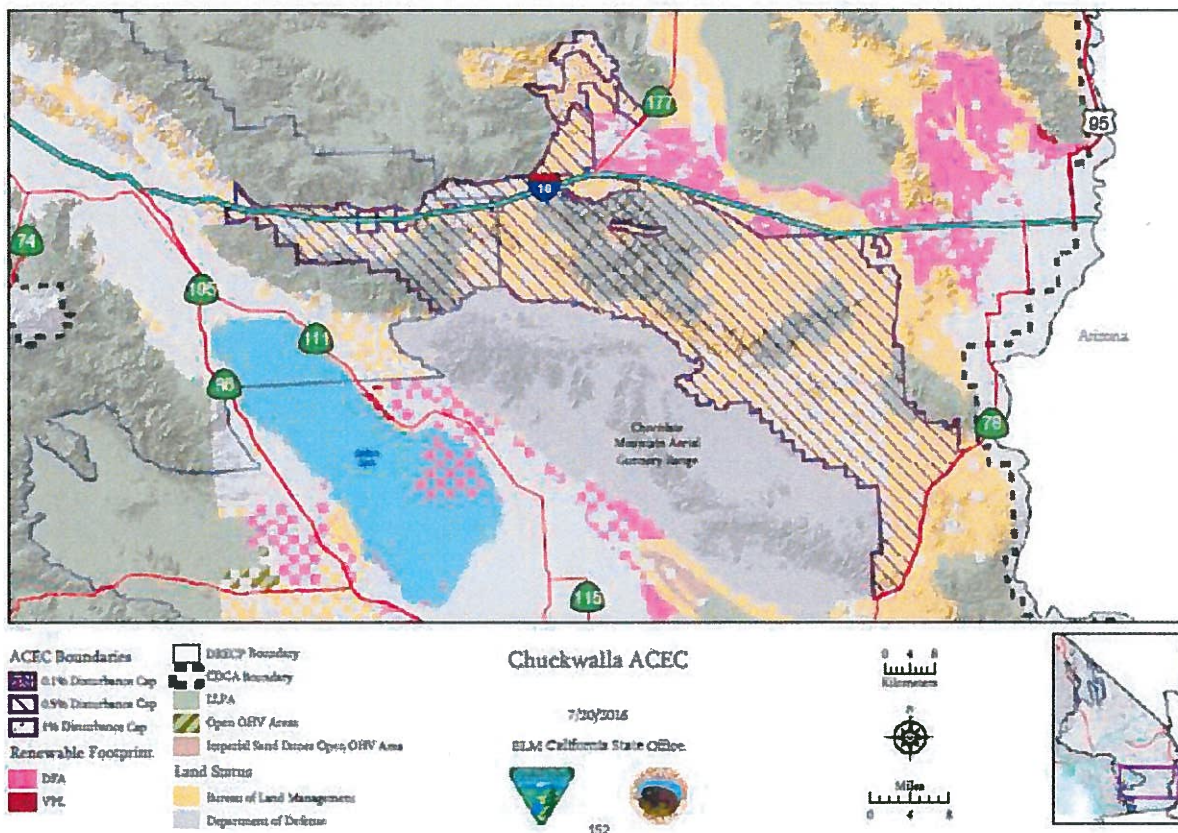 177
95
10
74
195
111
Arizona
86
78
Chocolate
Mountain Aerial
Gunnery Range
Salton
Sea
115
ACEC Boundaries
0.1% Disturbance Cap
0.5% Disturbance Cap
1% Disturbance Cap
Renewable Footprint
DFA
VPL
DRECP Boundary
CDCA Boundary
LLPA
Open OHV Areas
Imperial Sand Dunes Open OHV Area
Land Status
Bureau of Land Management
Department of Defense
Chuckwalla ACEC
7/20/2016
BLM California State Office
152
0 4 8
Kilometers
N
Miles
0 4 8